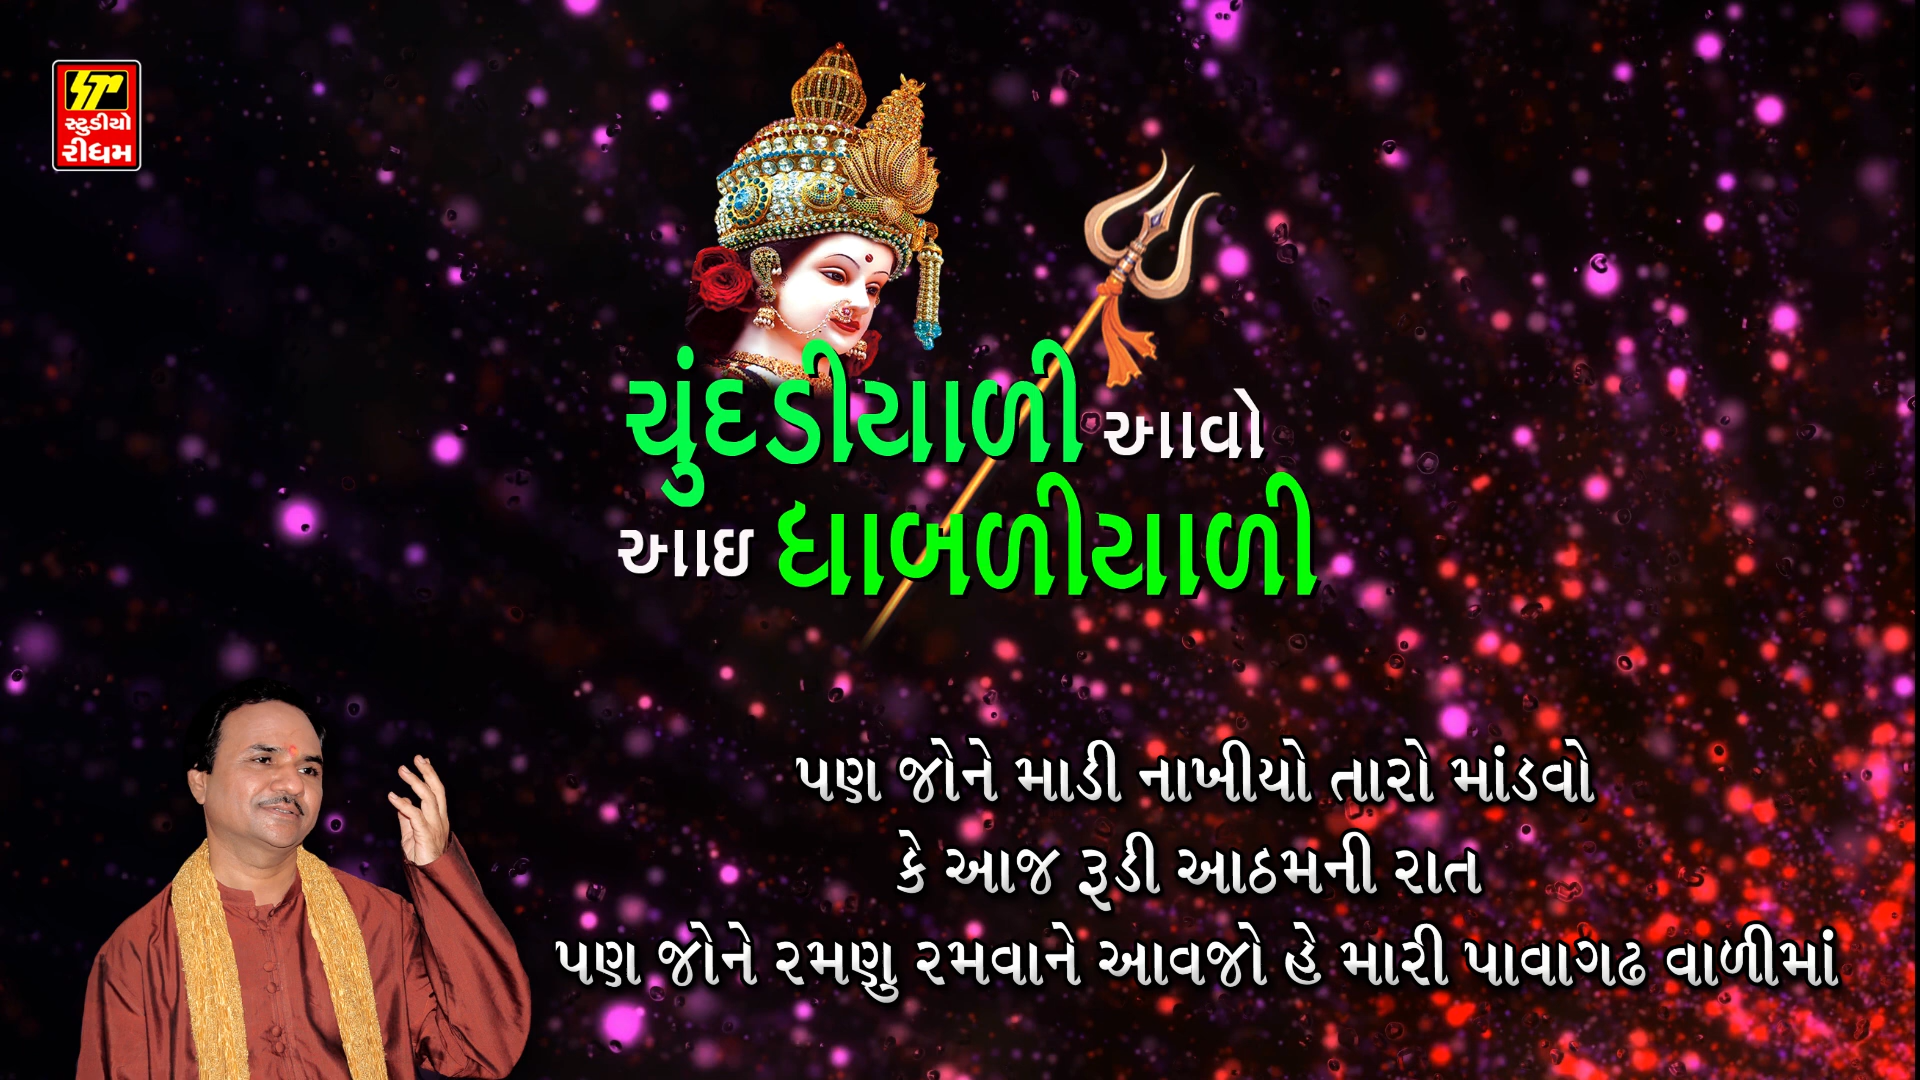 સ્ટુડીયો
રીધમ
ચુંદડીયાળી આવો
આઇ ધાબળીયાળી
પણ જોને માડી નાખીયો તારો માંડવો
કે આજ રૂડી આઠમની રાત
પણ જોને રમણુ રમવાને આવજો હે મારી પાવાગઢ વાળીમાં